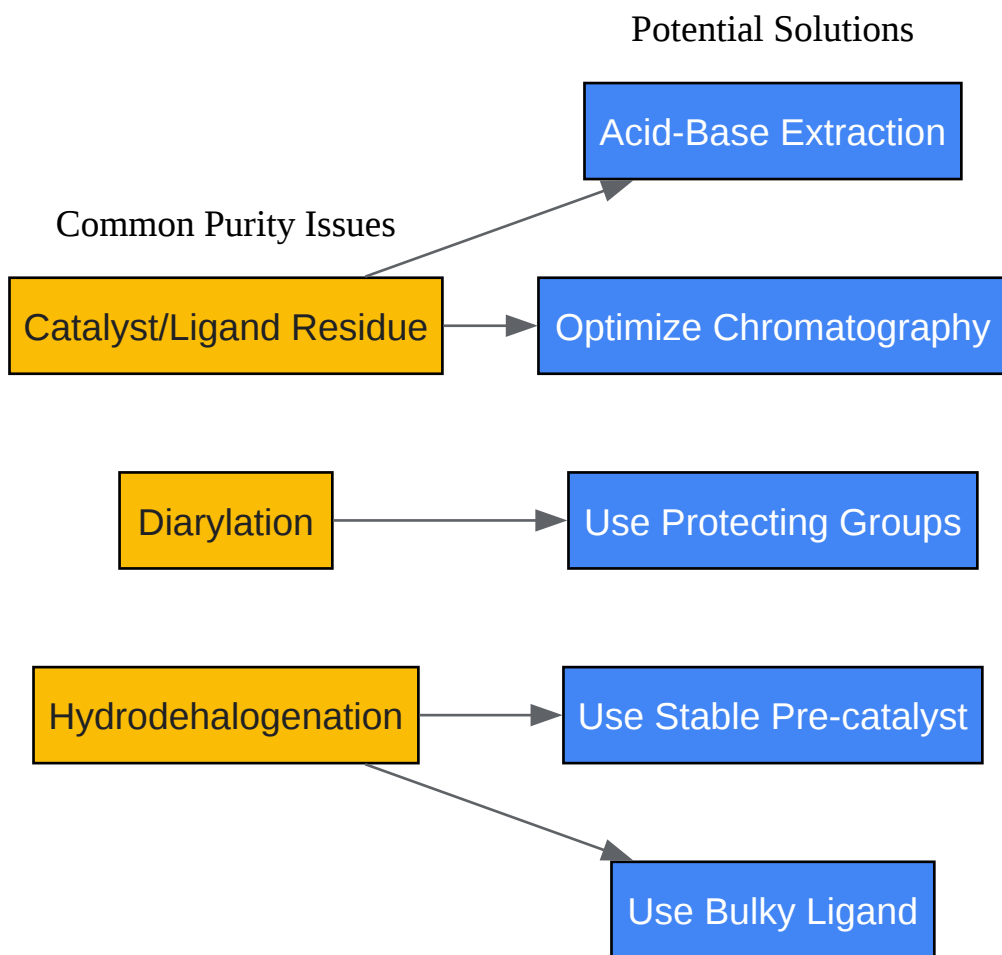 Potential Solutions
Acid-Base Extraction
Common Purity Issues
Catalyst/Ligand Residue
Optimize Chromatography
Diarylation
Use Protecting Groups
Hydrodehalogenation
Use Stable Pre-catalyst
Use Bulky Ligand